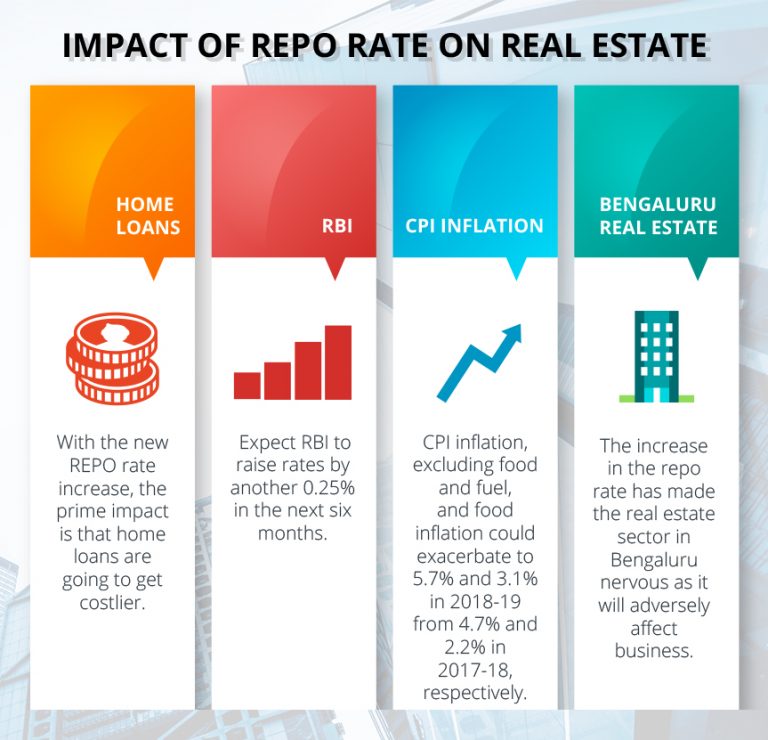 IMPACT OF REPO RATE ON REAL ESTATE
HOME
LOANS
With the new
REPO rate
increase, the
prime impact
is that home
loans are
going to get
costlier.
RBI
Expect RBI to
raise rates by
another 0.25%
in the next six
months.
CPI INFLATION
CPI inflation,
excluding food
and fuel,
and food
inflation could
exacerbate to
5.7% and 3.1%
in 2018-19
from 4.7% and
2.2% in
2017-18,
respectively.
BENGALURU
REAL ESTATE
The increase
in the repo
rate has made
the real estate
sector in
Bengaluru
nervous as it
will adversely
affect
business.